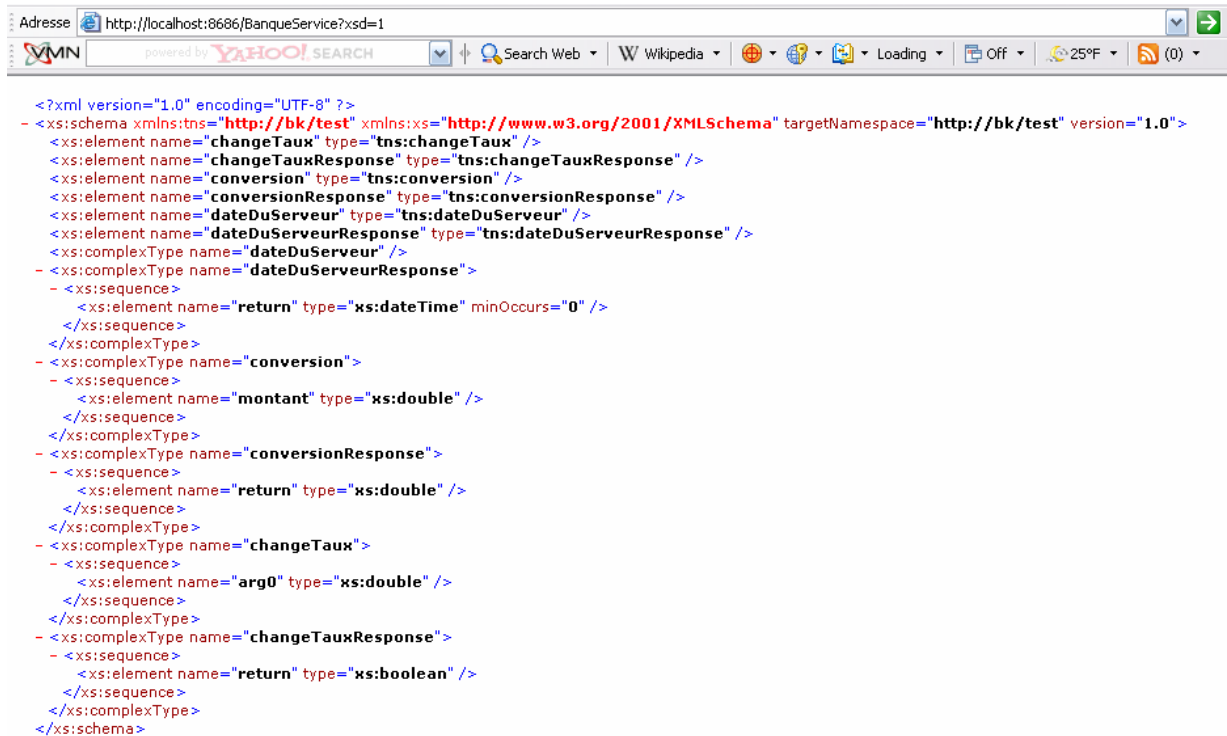 Adresse http://localhost:8686/BanqueService?xsd=1
VMN powered by YAHOO! SEARCH Search Web W Wikipedia Loading Off 25°F (0)
<?xml version="1.0" encoding="UTF-8" ?>
- <xs:schema xmlns:tns="http://bk/test" xmlns:xs="http://www.w3.org/2001/XMLSchema" targetNamespace="http://bk/test" version="1.0">
<xs:element name="changeTaux" type="tns:changeTaux" />
<xs:element name="changeTauxResponse" type="tns:changeTauxResponse" />
<xs:element name="conversion" type="tns:conversion" />
<xs:element name="conversionResponse" type="tns:conversionResponse" />
<xs:element name="dateDuServeur" type="tns:dateDuServeur" />
<xs:element name="dateDuServeurResponse" type="tns:dateDuServeurResponse" />
<xs:complexType name="dateDuServeur" />
- <xs:complexType name="dateDuServeurResponse">
- <xs:sequence>
<xs:element name="return" type="xs:dateTime" minOccurs="0" />
</xs:sequence>
</xs:complexType>
- <xs:complexType name="conversion">
- <xs:sequence>
<xs:element name="montant" type="xs:double" />
</xs:sequence>
</xs:complexType>
- <xs:complexType name="conversionResponse">
- <xs:sequence>
<xs:element name="return" type="xs:double" />
</xs:sequence>
</xs:complexType>
- <xs:complexType name="changeTaux">
- <xs:sequence>
<xs:element name="arg0" type="xs:double" />
</xs:sequence>
</xs:complexType>
- <xs:complexType name="changeTauxResponse">
- <xs:sequence>
<xs:element name="return" type="xs:boolean" />
</xs:sequence>
</xs:complexType>
</xs:schema>